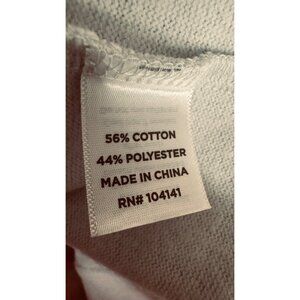 56% COTTON
44% POLYESTER
MADE IN CHINA
RN# 104141